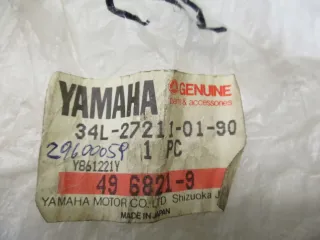 YAMAHA GENUINE
parts & accessories
34L-27211-01-90
29600059 1 PC
YB61221Y
49 6821-9
YAMAHA MOTOR CO., LTD. Shizuoka J
MADE IN JAPAN